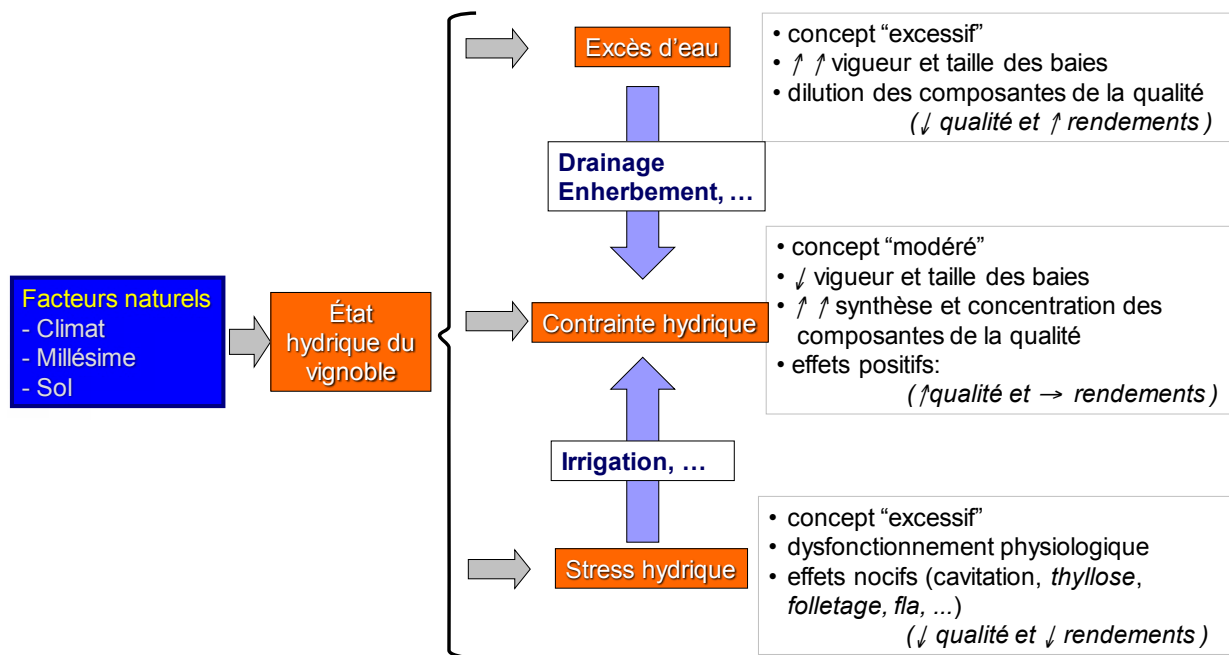 Excès d'eau
• concept “excessif”
• ↑ ↑ vigueur et taille des baies
• dilution des composantes de la qualité
(↓ qualité et ↑ rendements )
Drainage
Enherbement, …
Facteurs naturels
- Climat
- Millésime
- Sol
État
hydrique du
vignoble
Contrainte hydrique
• concept “modéré”
• ↓ vigueur et taille des baies
• ↑ ↑ synthèse et concentration des
composantes de la qualité
• effets positifs:
(↑qualité et → rendements )
Irrigation, …
Stress hydrique
• concept “excessif”
• dysfonctionnement physiologique
• effets nocifs (cavitation, thyllose,
folletage, fla, ...)
(↓ qualité et ↓ rendements )